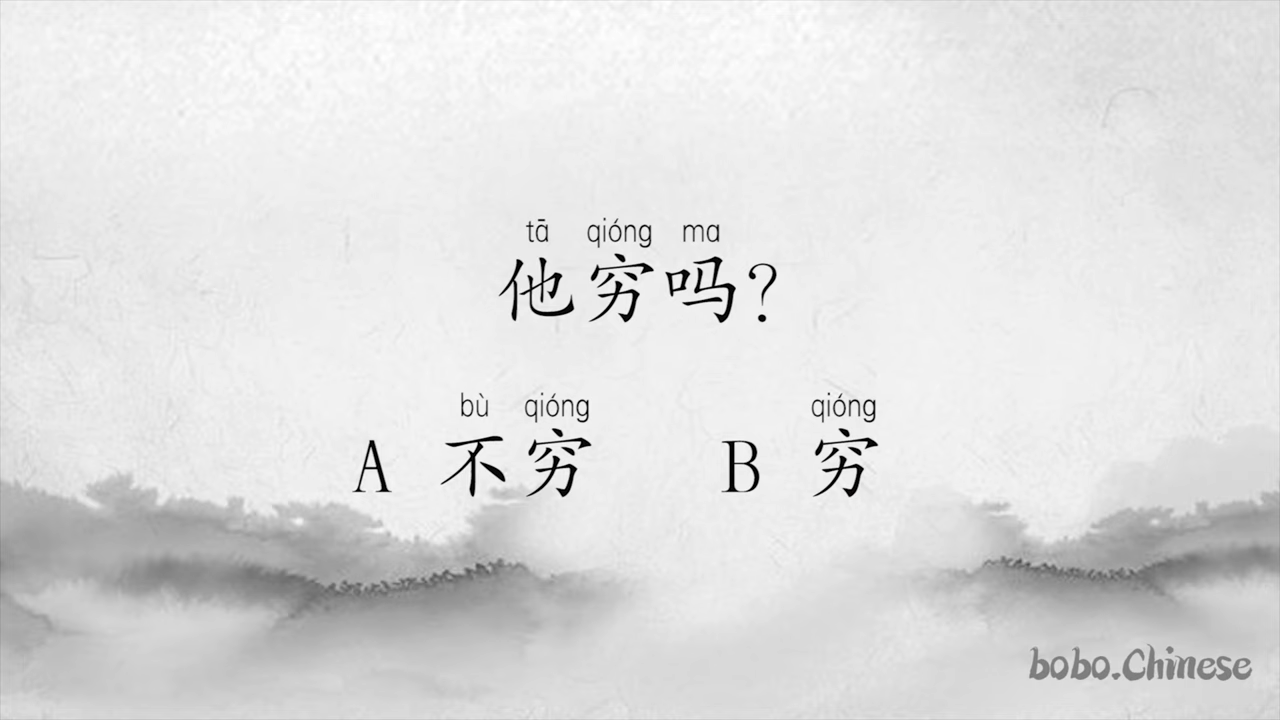 tā qióng ma
他穷吗?
bù qióng qióng
A 不穷 B 穷
bobo.Chinese